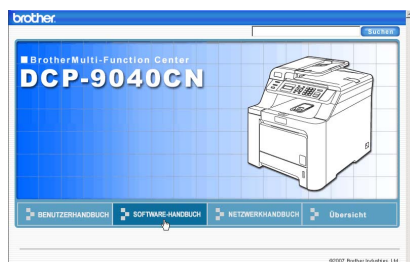 brother
Suchen
BrotherMulti-Function Center
DCP-9040CN
BENUTZERHANDBUCH SOFTWARE-HANDBUCH NETZWERKHANDBUCH Übersicht
©2007 Brother Industries, Ltd.